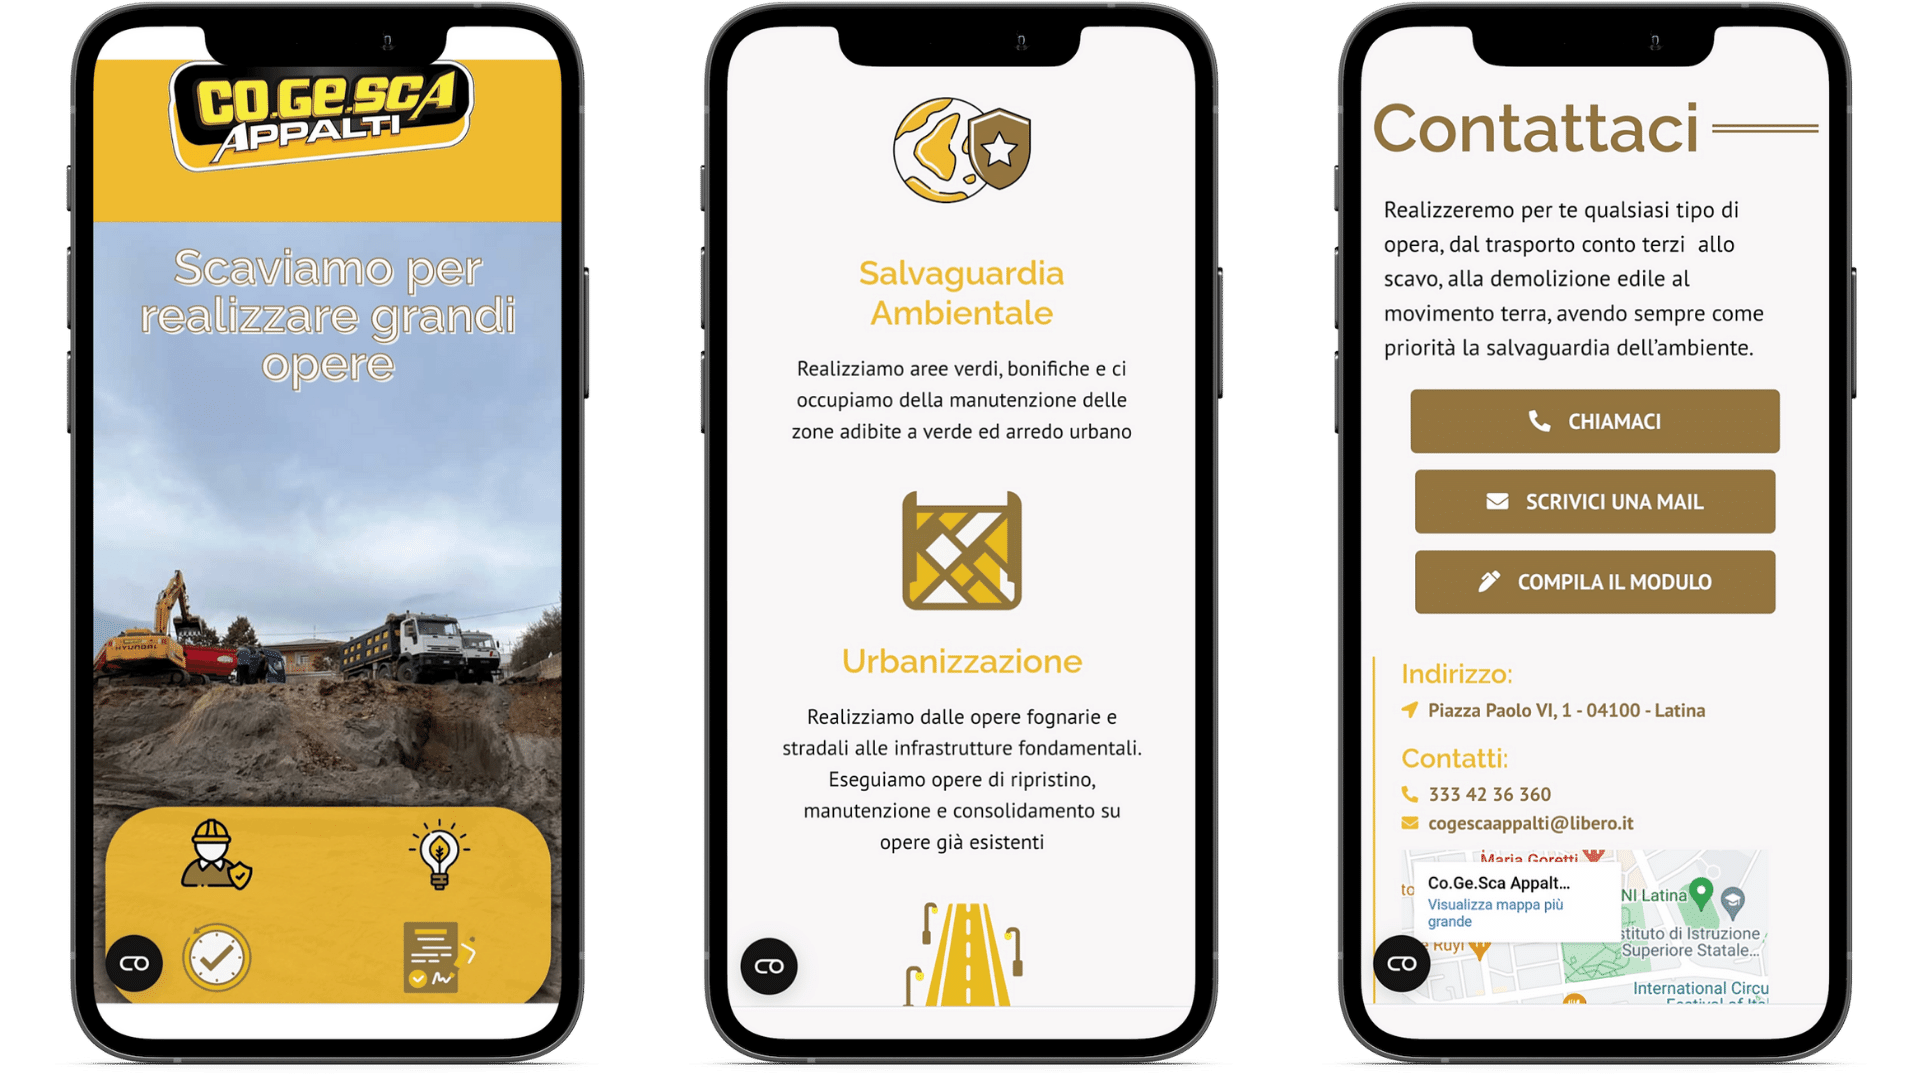 CO.GE.SCA
APPALTI
Scaviamo per
realizzare grandi
opere
HYUNDAI
Salvaguardia
Ambientale
Realizziamo aree verdi, bonifiche e ci
occupiamo della manutenzione delle
zone adibite a verde ed arredo urbano
Urbanizzazione
Realizziamo dalle opere fognarie e
stradali alle infrastrutture fondamentali.
Eseguiamo opere di ripristino,
manutenzione e consolidamento su
opere già esistenti
Contattaci
Realizzeremo per te qualsiasi tipo di
opera, dal trasporto conto terzi allo
scavo, alla demolizione edile al
movimento terra, avendo sempre come
priorità la salvaguardia dell'ambiente.
CHIAMACI
SCRIVICI UNA MAIL
COMPILA IL MODULO
Indirizzo:
Piazza Paolo VI, 1 - 04100 - Latina
Contatti:
333 42 36 360
cogescaappalti@libero.it
Maria Goretti
Co.Ge.Sca Appalt...
Visualizza mappa più
grande
to
NI Latina
e Ruyi
stituto di Istruzione
Superiore Statale...
International Circu
Festival of Ita